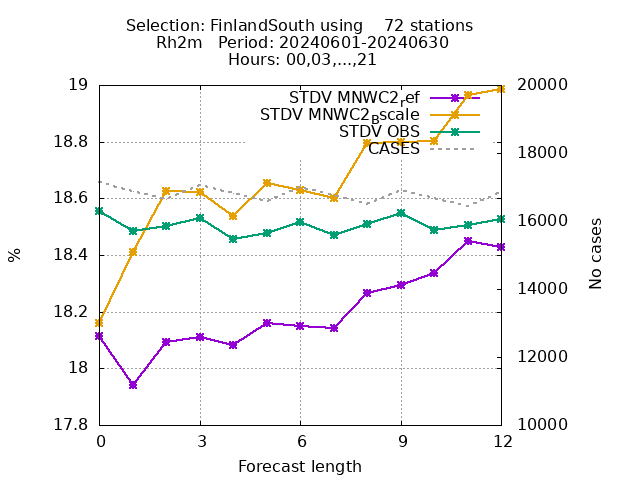 Selection: FinlandSouth using    72 stations
Rh2m   Period: 20240601-20240630
Hours: 00,03,...,21
19
18.8
18.6
18.4
18.2
18
17.8
%
20000
18000
16000
14000
12000
10000
No cases
STDV MNWC2ref
STDV MNWC2Bscale
STDV OBS
CASES
0 3 6 9 12
Forecast length